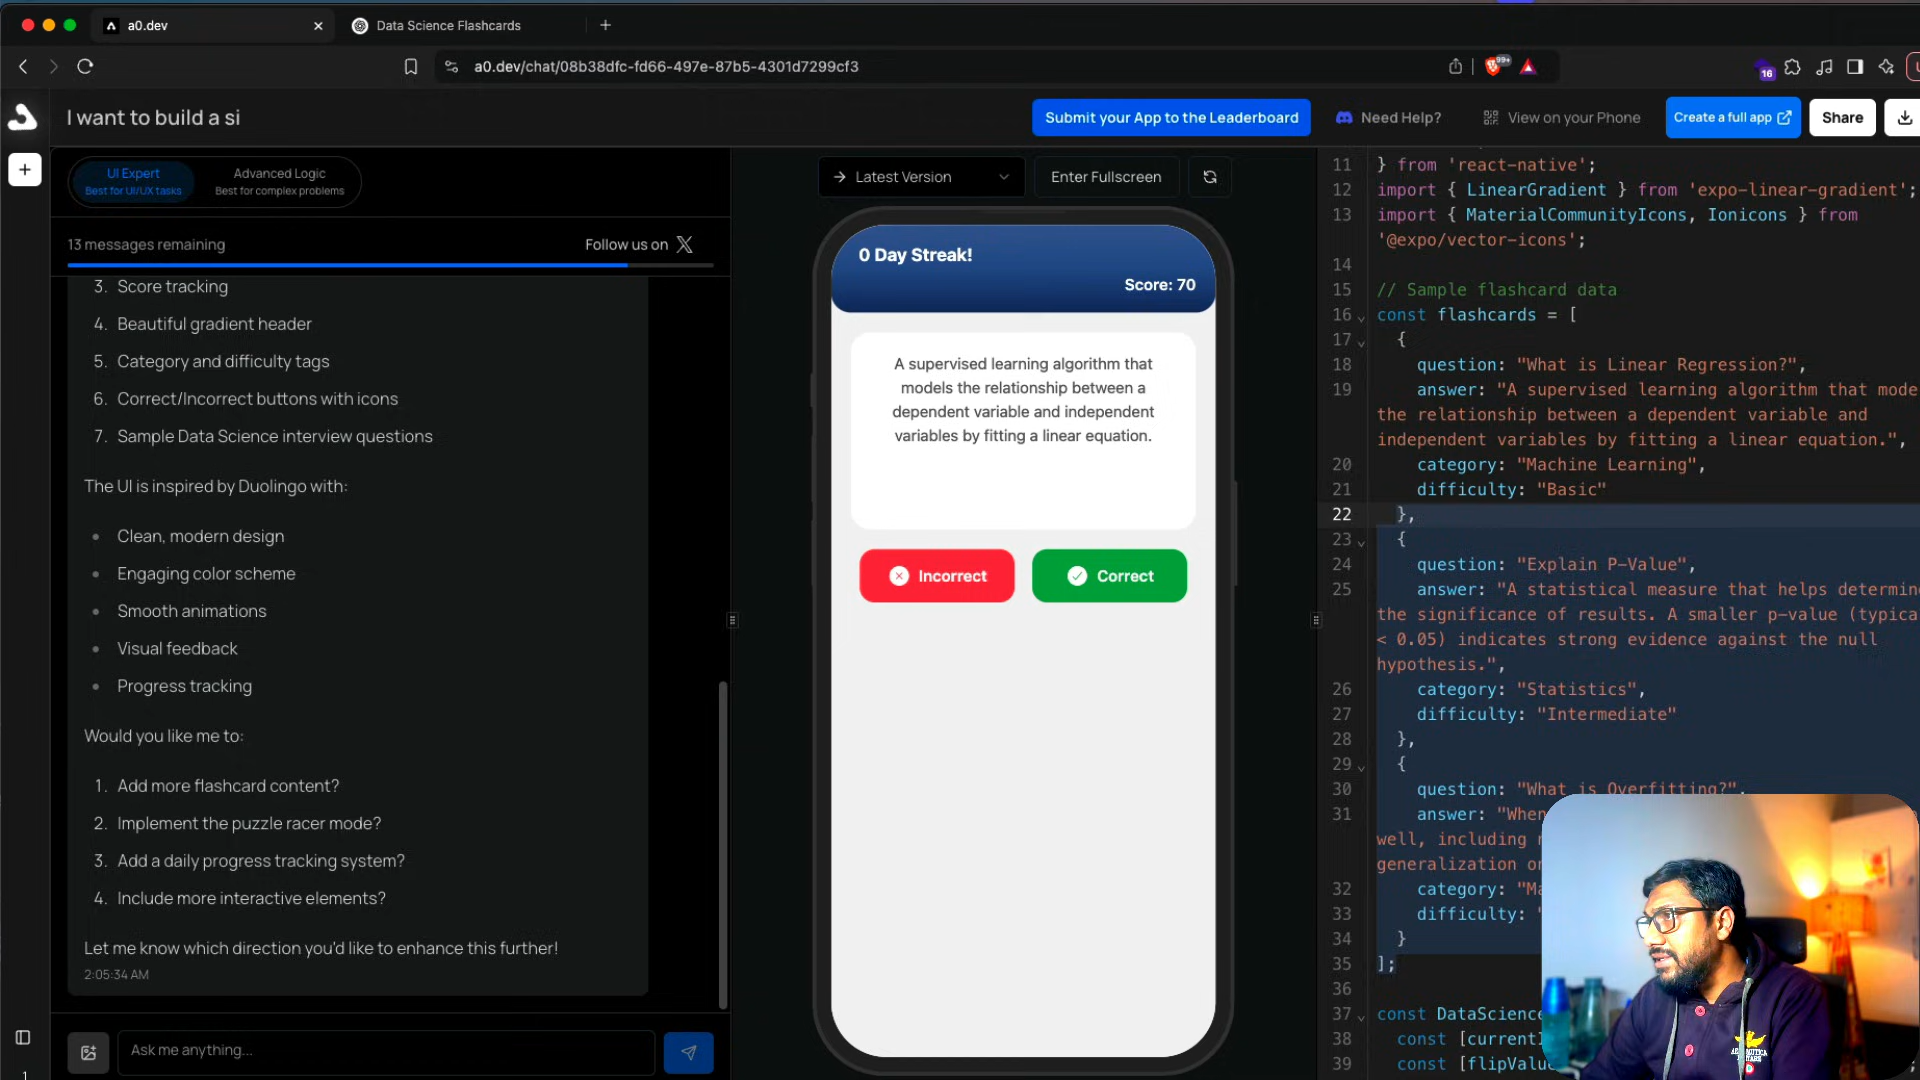 a0.dev
Data Science Flashcards
a0.dev/chat/08b38dfc-fd66-497e-87b5-4301d7299cf3
99+
16
I want to build a si
Submit your App to the Leaderboard
Need Help?
View on your Phone
Create a full app
Share
UI Expert
Best for UI/UX tasks
Advanced Logic
Best for complex problems
13 messages remaining
Follow us on X
3. Score tracking
4. Beautiful gradient header
5. Category and difficulty tags
6. Correct/Incorrect buttons with icons
7. Sample Data Science interview questions
The UI is inspired by Duolingo with:
• Clean, modern design
• Engaging color scheme
• Smooth animations
• Visual feedback
• Progress tracking
Would you like me to:
1. Add more flashcard content?
2. Implement the puzzle racer mode?
3. Add a daily progress tracking system?
4. Include more interactive elements?
Let me know which direction you'd like to enhance this further!
2:05:34 AM
Ask me anything...
1
Latest Version
Enter Fullscreen
0 Day Streak!
Score: 70
A supervised learning algorithm that
models the relationship between a
dependent variable and independent
variables by fitting a linear equation.
Incorrect
Correct
11 } from 'react-native';
12 import { LinearGradient } from 'expo-linear-gradient';
13 import { MaterialCommunityIcons, Ionicons } from
'@expo/vector-icons';
14
15 // Sample flashcard data
16 const flashcards = [
17 {
18 question: "What is Linear Regression?",
19 answer: "A supervised learning algorithm that mode
the relationship between a dependent variable and
independent variables by fitting a linear equation.",
20 category: "Machine Learning",
21 difficulty: "Basic"
22 },
23 {
24 question: "Explain P-Value",
25 answer: "A statistical measure that helps determin
the significance of results. A smaller p-value (typica
< 0.05) indicates strong evidence against the null
hypothesis.",
26 category: "Statistics",
27 difficulty: "Intermediate"
28 },
29 {
30 question: "What is Overfitting?",
31 answer: "When
well, including
generalization
32 category: "Ma
33 difficulty: "
34 }
35 ];
36
37 const DataScienc
38 const [current
39 const [flipValu